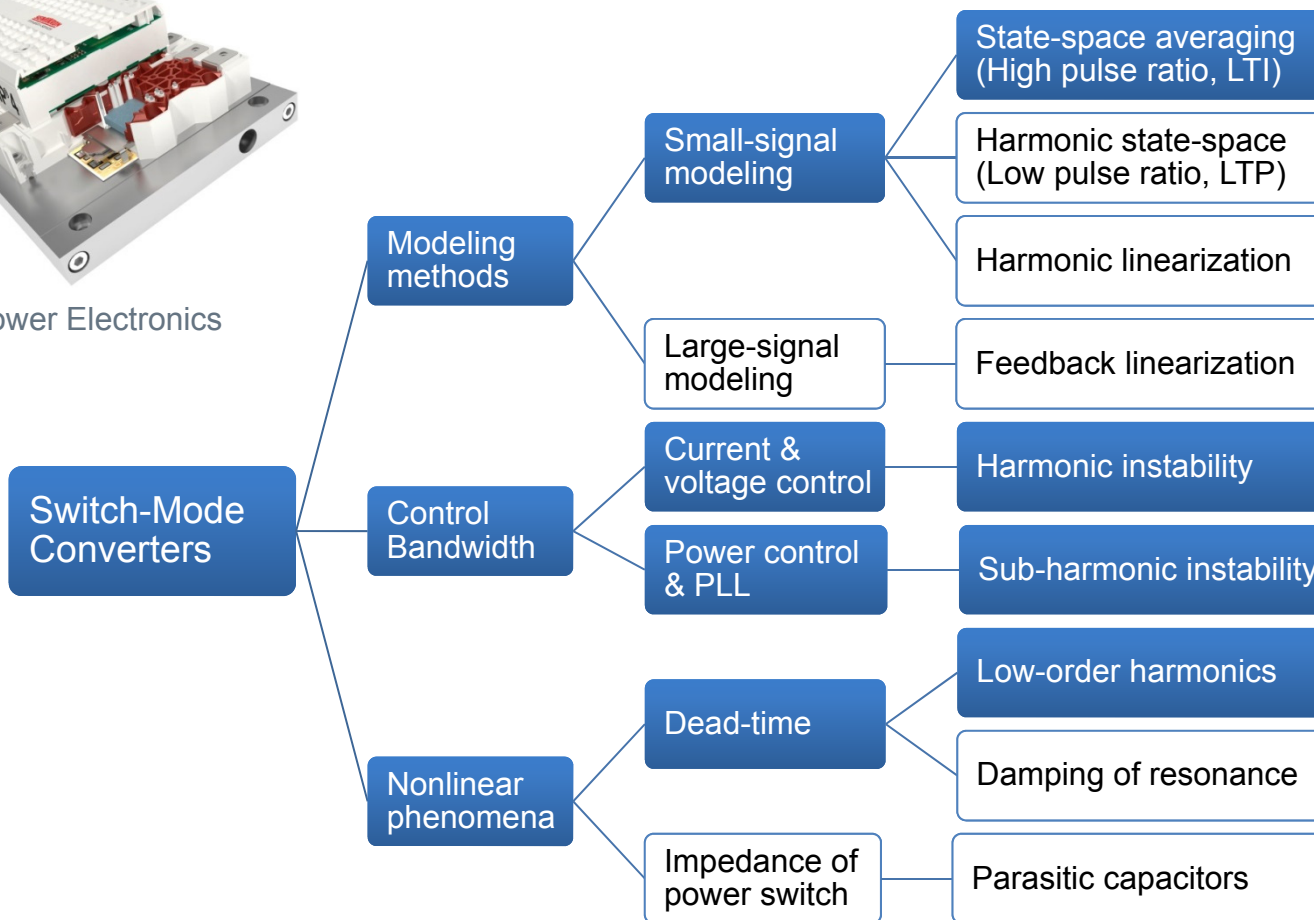 ower Electronics
Switch-Mode
Converters
Modeling
methods
Small-signal
modeling
State-space averaging
(High pulse ratio, LTI)
Harmonic state-space
(Low pulse ratio, LTP)
Harmonic linearization
Large-signal
modeling
Feedback linearization
Control
Bandwidth
Current &
voltage control
Harmonic instability
Power control
& PLL
Sub-harmonic instability
Nonlinear
phenomena
Dead-time
Low-order harmonics
Damping of resonance
Impedance of
power switch
Parasitic capacitors